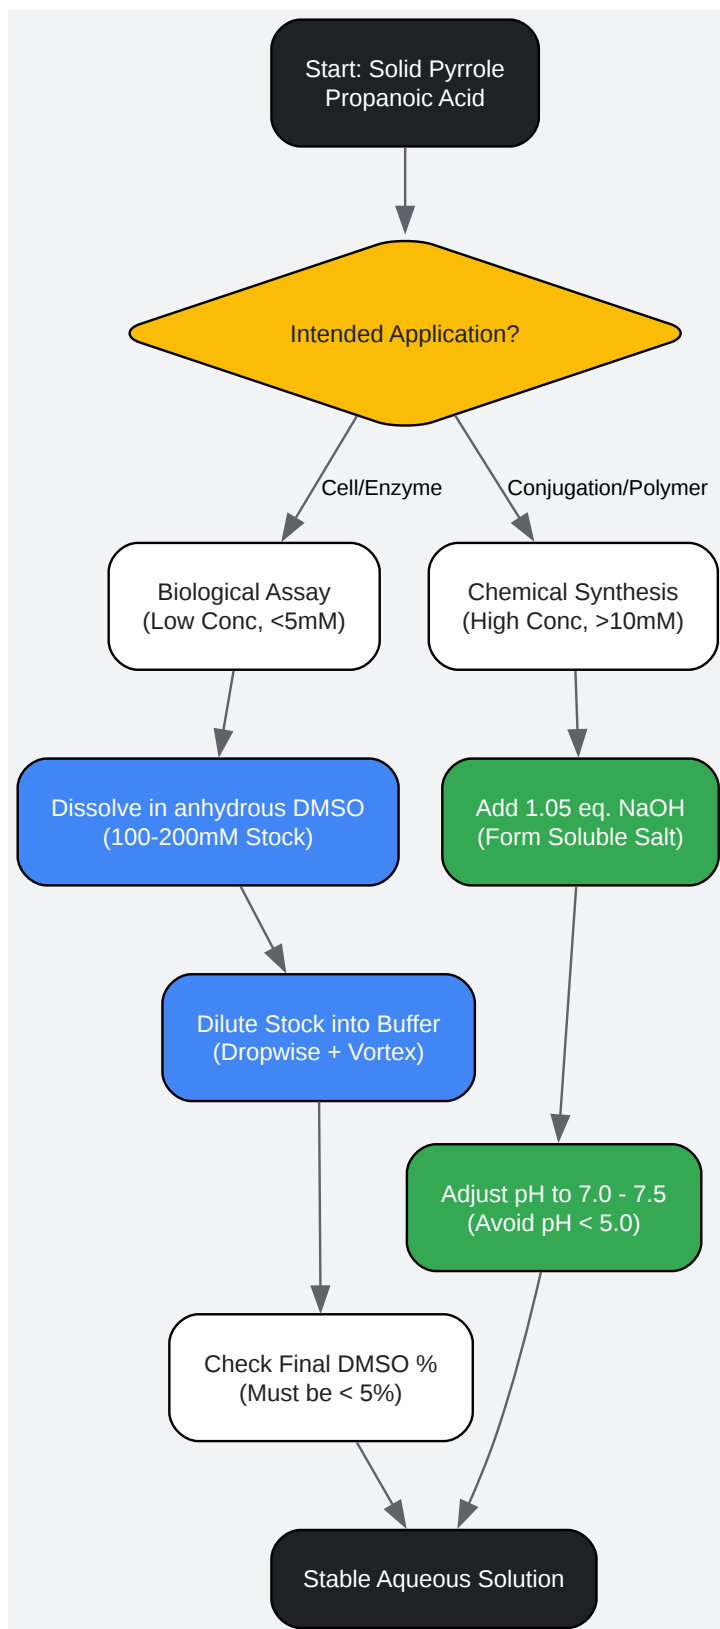 Start: Solid Pyrrole
Propanoic Acid
Intended Application?
Cell/Enzyme
Conjugation/Polymer
Biological Assay
(Low Conc, <5mM)
Chemical Synthesis
(High Conc, >10mM)
Dissolve in anhydrous DMSO
(100-200mM Stock)
Add 1.05 eq. NaOH
(Form Soluble Salt)
Dilute Stock into Buffer
(Dropwise + Vortex)
Adjust pH to 7.0 - 7.5
(Avoid pH < 5.0)
Check Final DMSO %
(Must be < 5%)
Stable Aqueous Solution